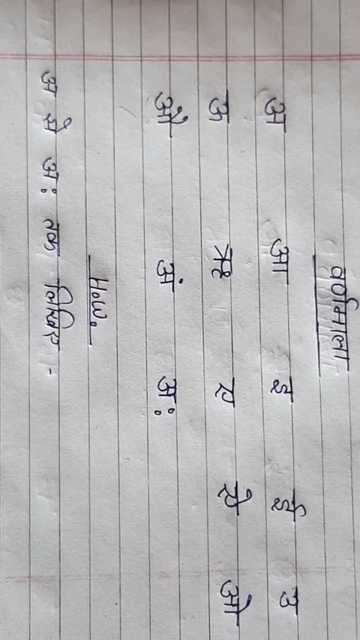 वर्णमाला
अ आ इ ई उ
ऊ ऋ ए ऐ ओ
औ अं अः
H.W.
अ से अः तक लिखिए -